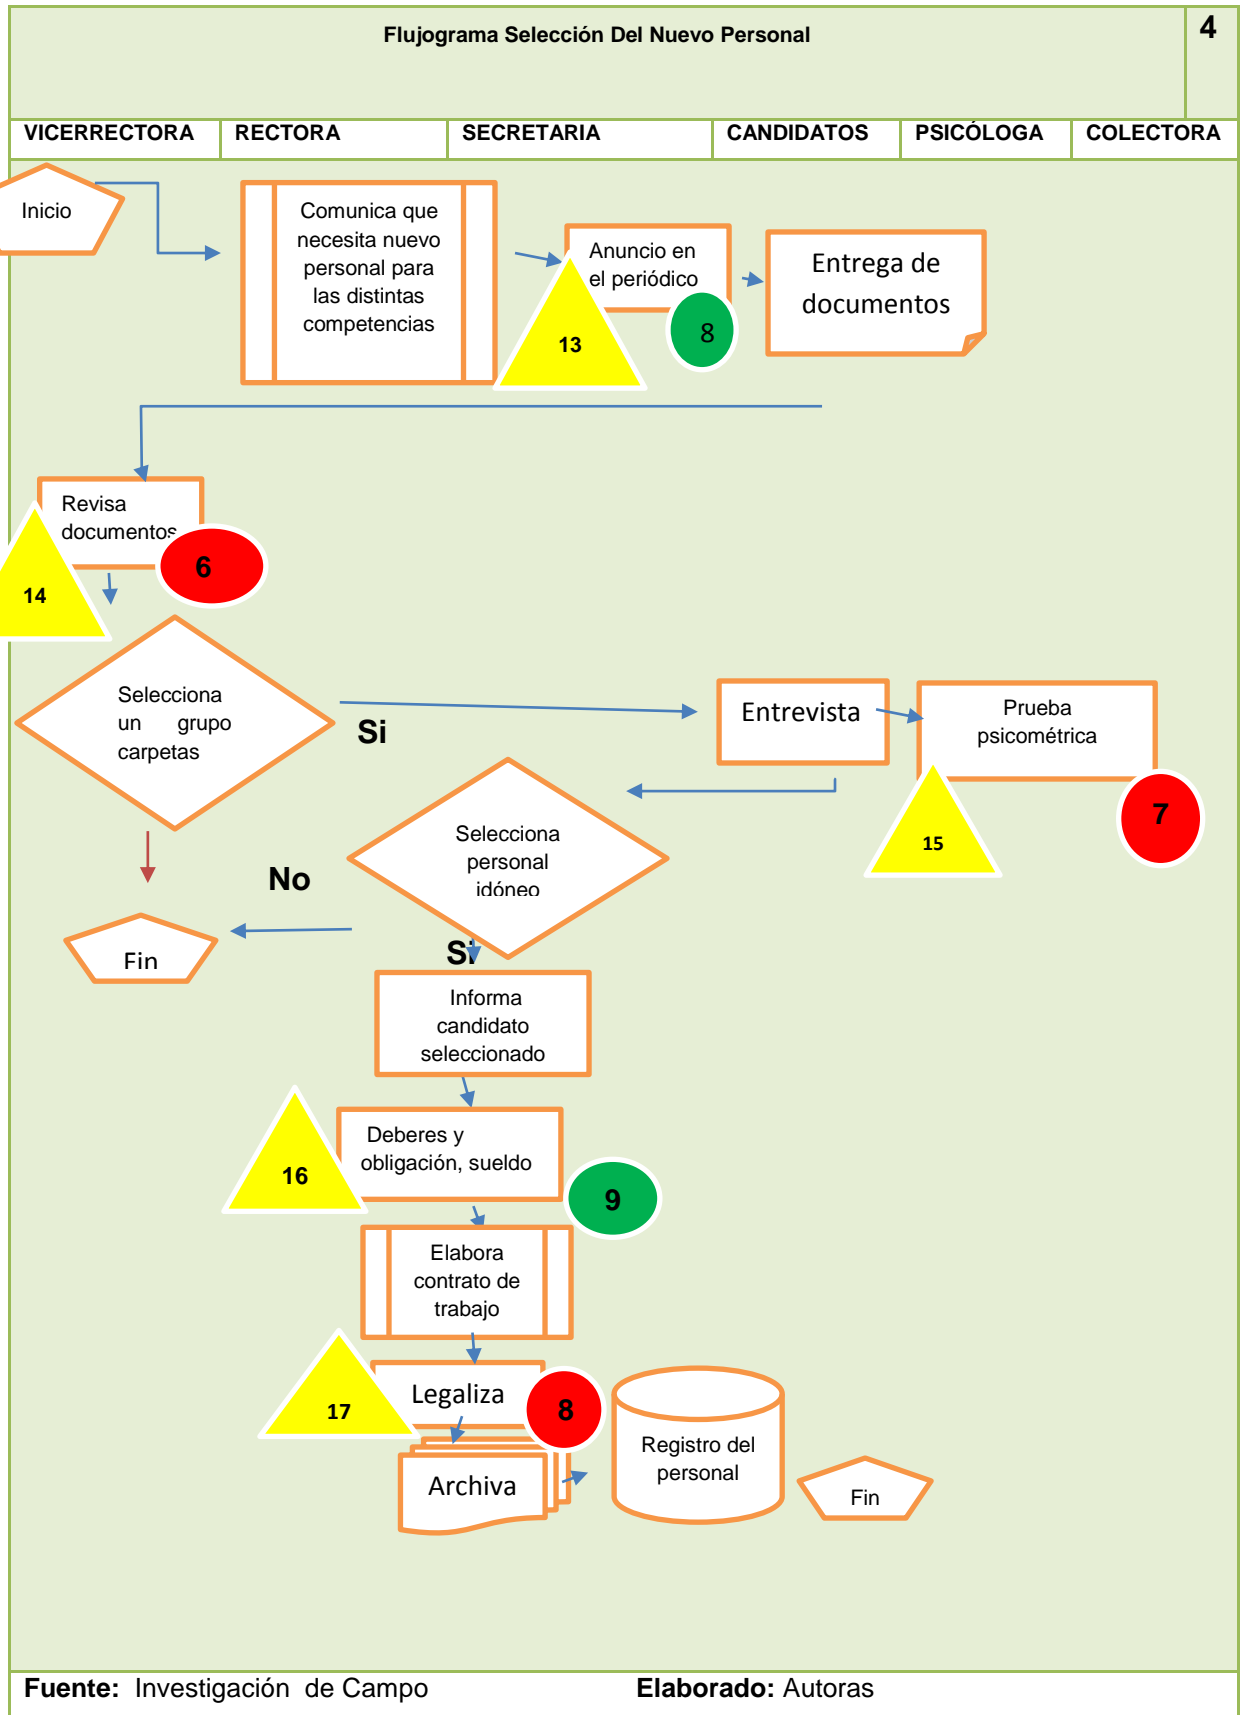 Flujograma Selección Del Nuevo Personal
4
VICERRECTORA
RECTORA
SECRETARIA
CANDIDATOS
PSICÓLOGA
COLECTORA
Inicio
Comunica que
necesita nuevo
personal para
las distintas
competencias
Anuncio en
el periódico
13
8
Entrega de
documentos
Revisa
documentos
14
6
Selecciona
un grupo
carpetas
Si
Entrevista
Prueba
psicométrica
15
7
Selecciona
personal
idóneo
No
Fin
Si
Informa
candidato
seleccionado
Deberes y
obligación, sueldo
16
9
Elabora
contrato de
trabajo
Legaliza
17
8
Archiva
Registro del
personal
Fin
Fuente: Investigación de Campo
Elaborado: Autoras